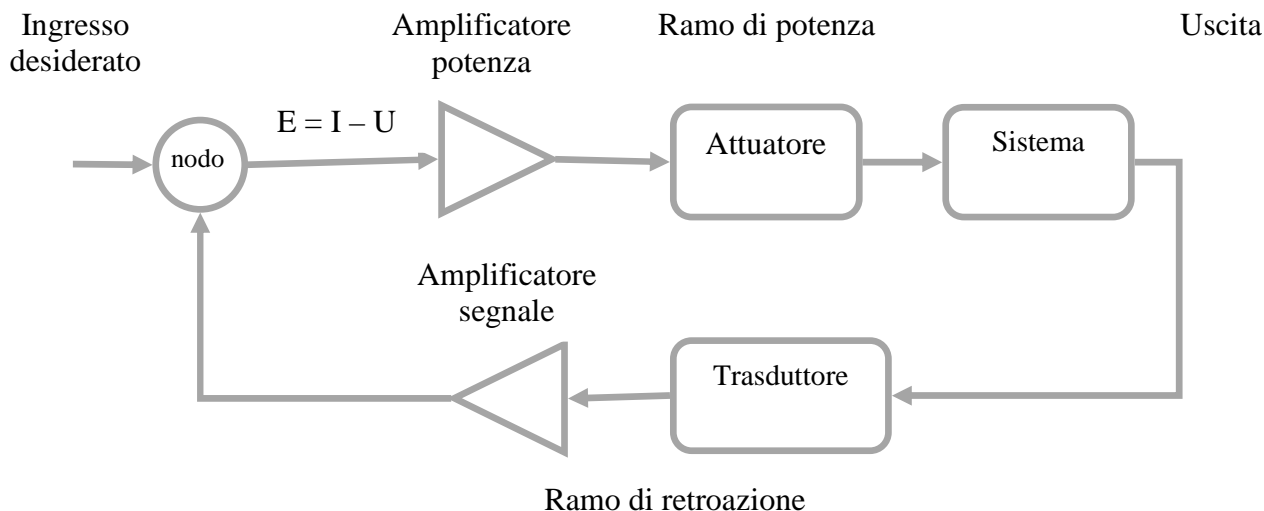 Ingresso
desiderato
Amplificatore
potenza
Ramo di potenza
Uscita
E = I – U
nodo
Attuatore
Sistema
Amplificatore
segnale
Trasduttore
Ramo di retroazione